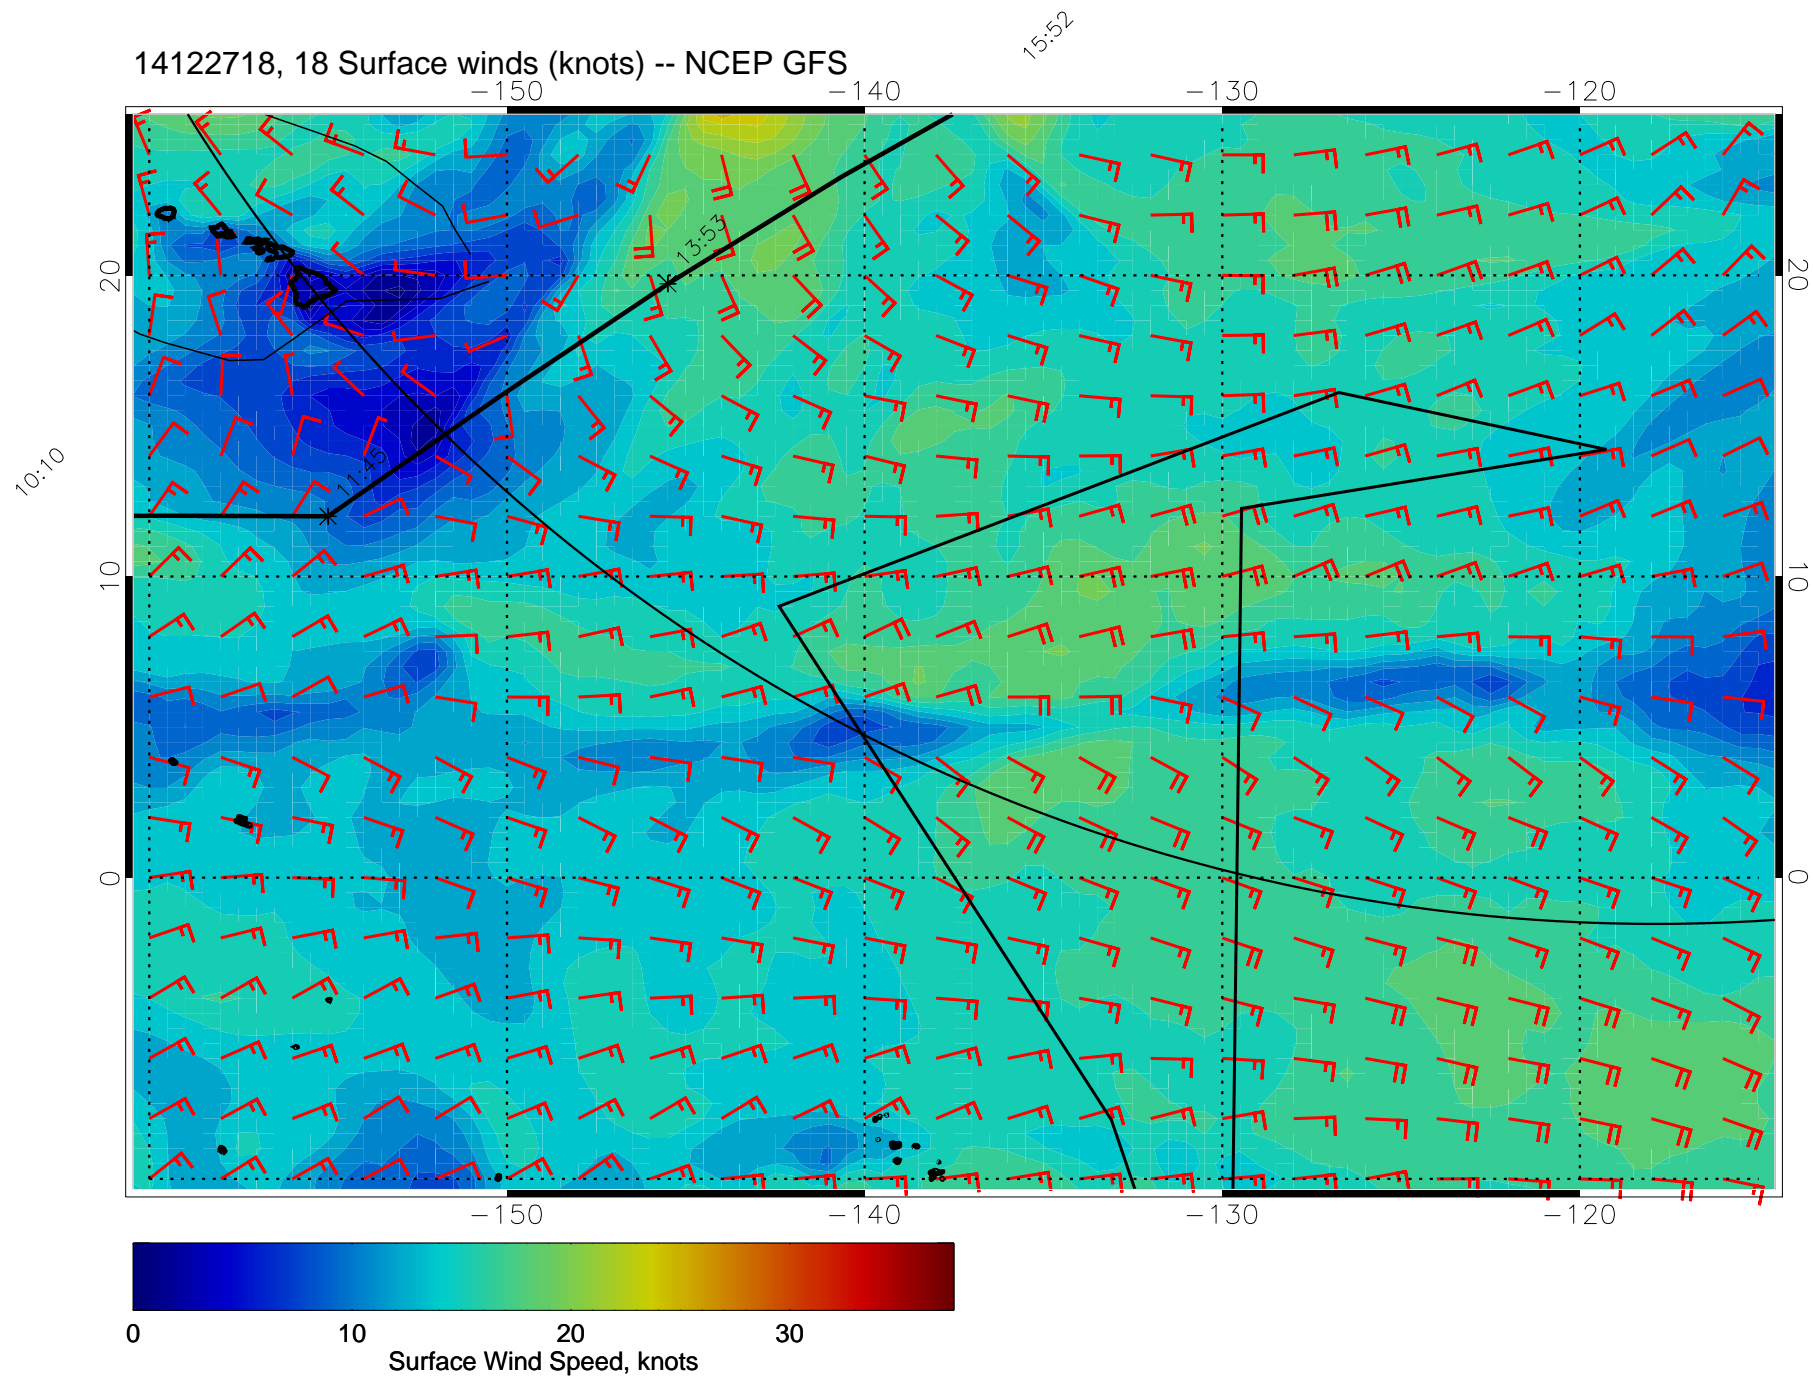 15:52
14122718, 18 Surface winds (knots) -- NCEP GFS
−150 −140 −130 −120
13:53
20 20
11:45
10:10
10 10
0 0
−150 −140 −130 −120
0 10 20 30
Surface Wind Speed, knots